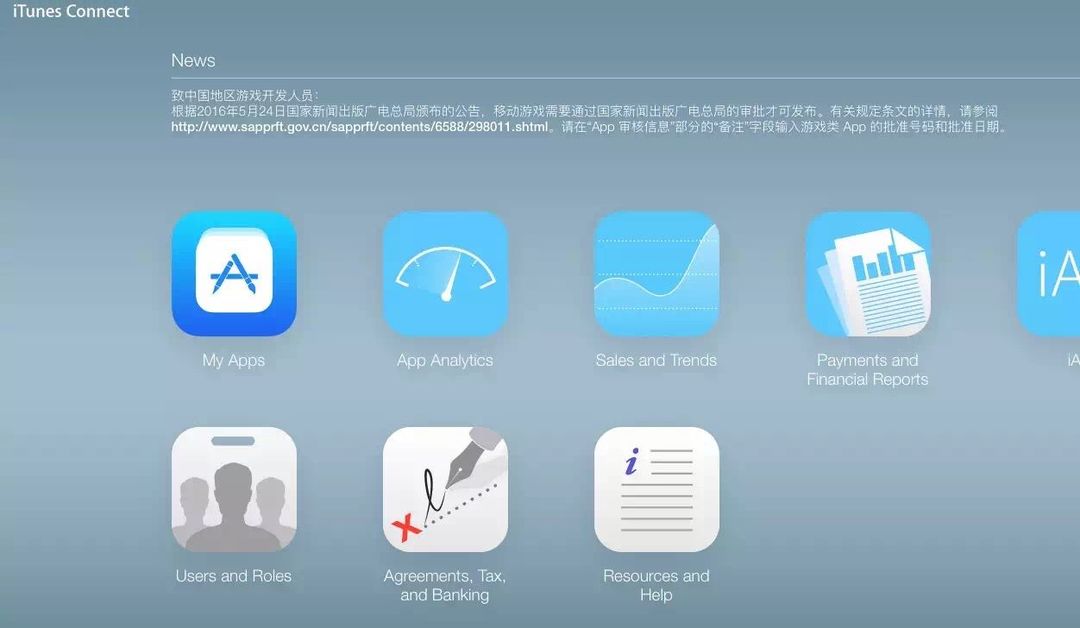 iTunes Connect
News
致中国地区游戏开发人员：
根据2016年5月24日国家新闻出版广电总局颁布的公告，移动游戏需要通过国家新闻出版广电总局的审批才可发布。有关规定条文的详情，请参阅
http://www.sapprft.gov.cn/sapprft/contents/6588/298011.shtml。请在“App 审核信息”部分的“备注”字段输入游戏类 App 的批准号码和批准日期。
iA
My Apps
App Analytics
Sales and Trends
Payments and
Financial Reports
iA
Users and Roles
Agreements, Tax,
and Banking
Resources and
Help